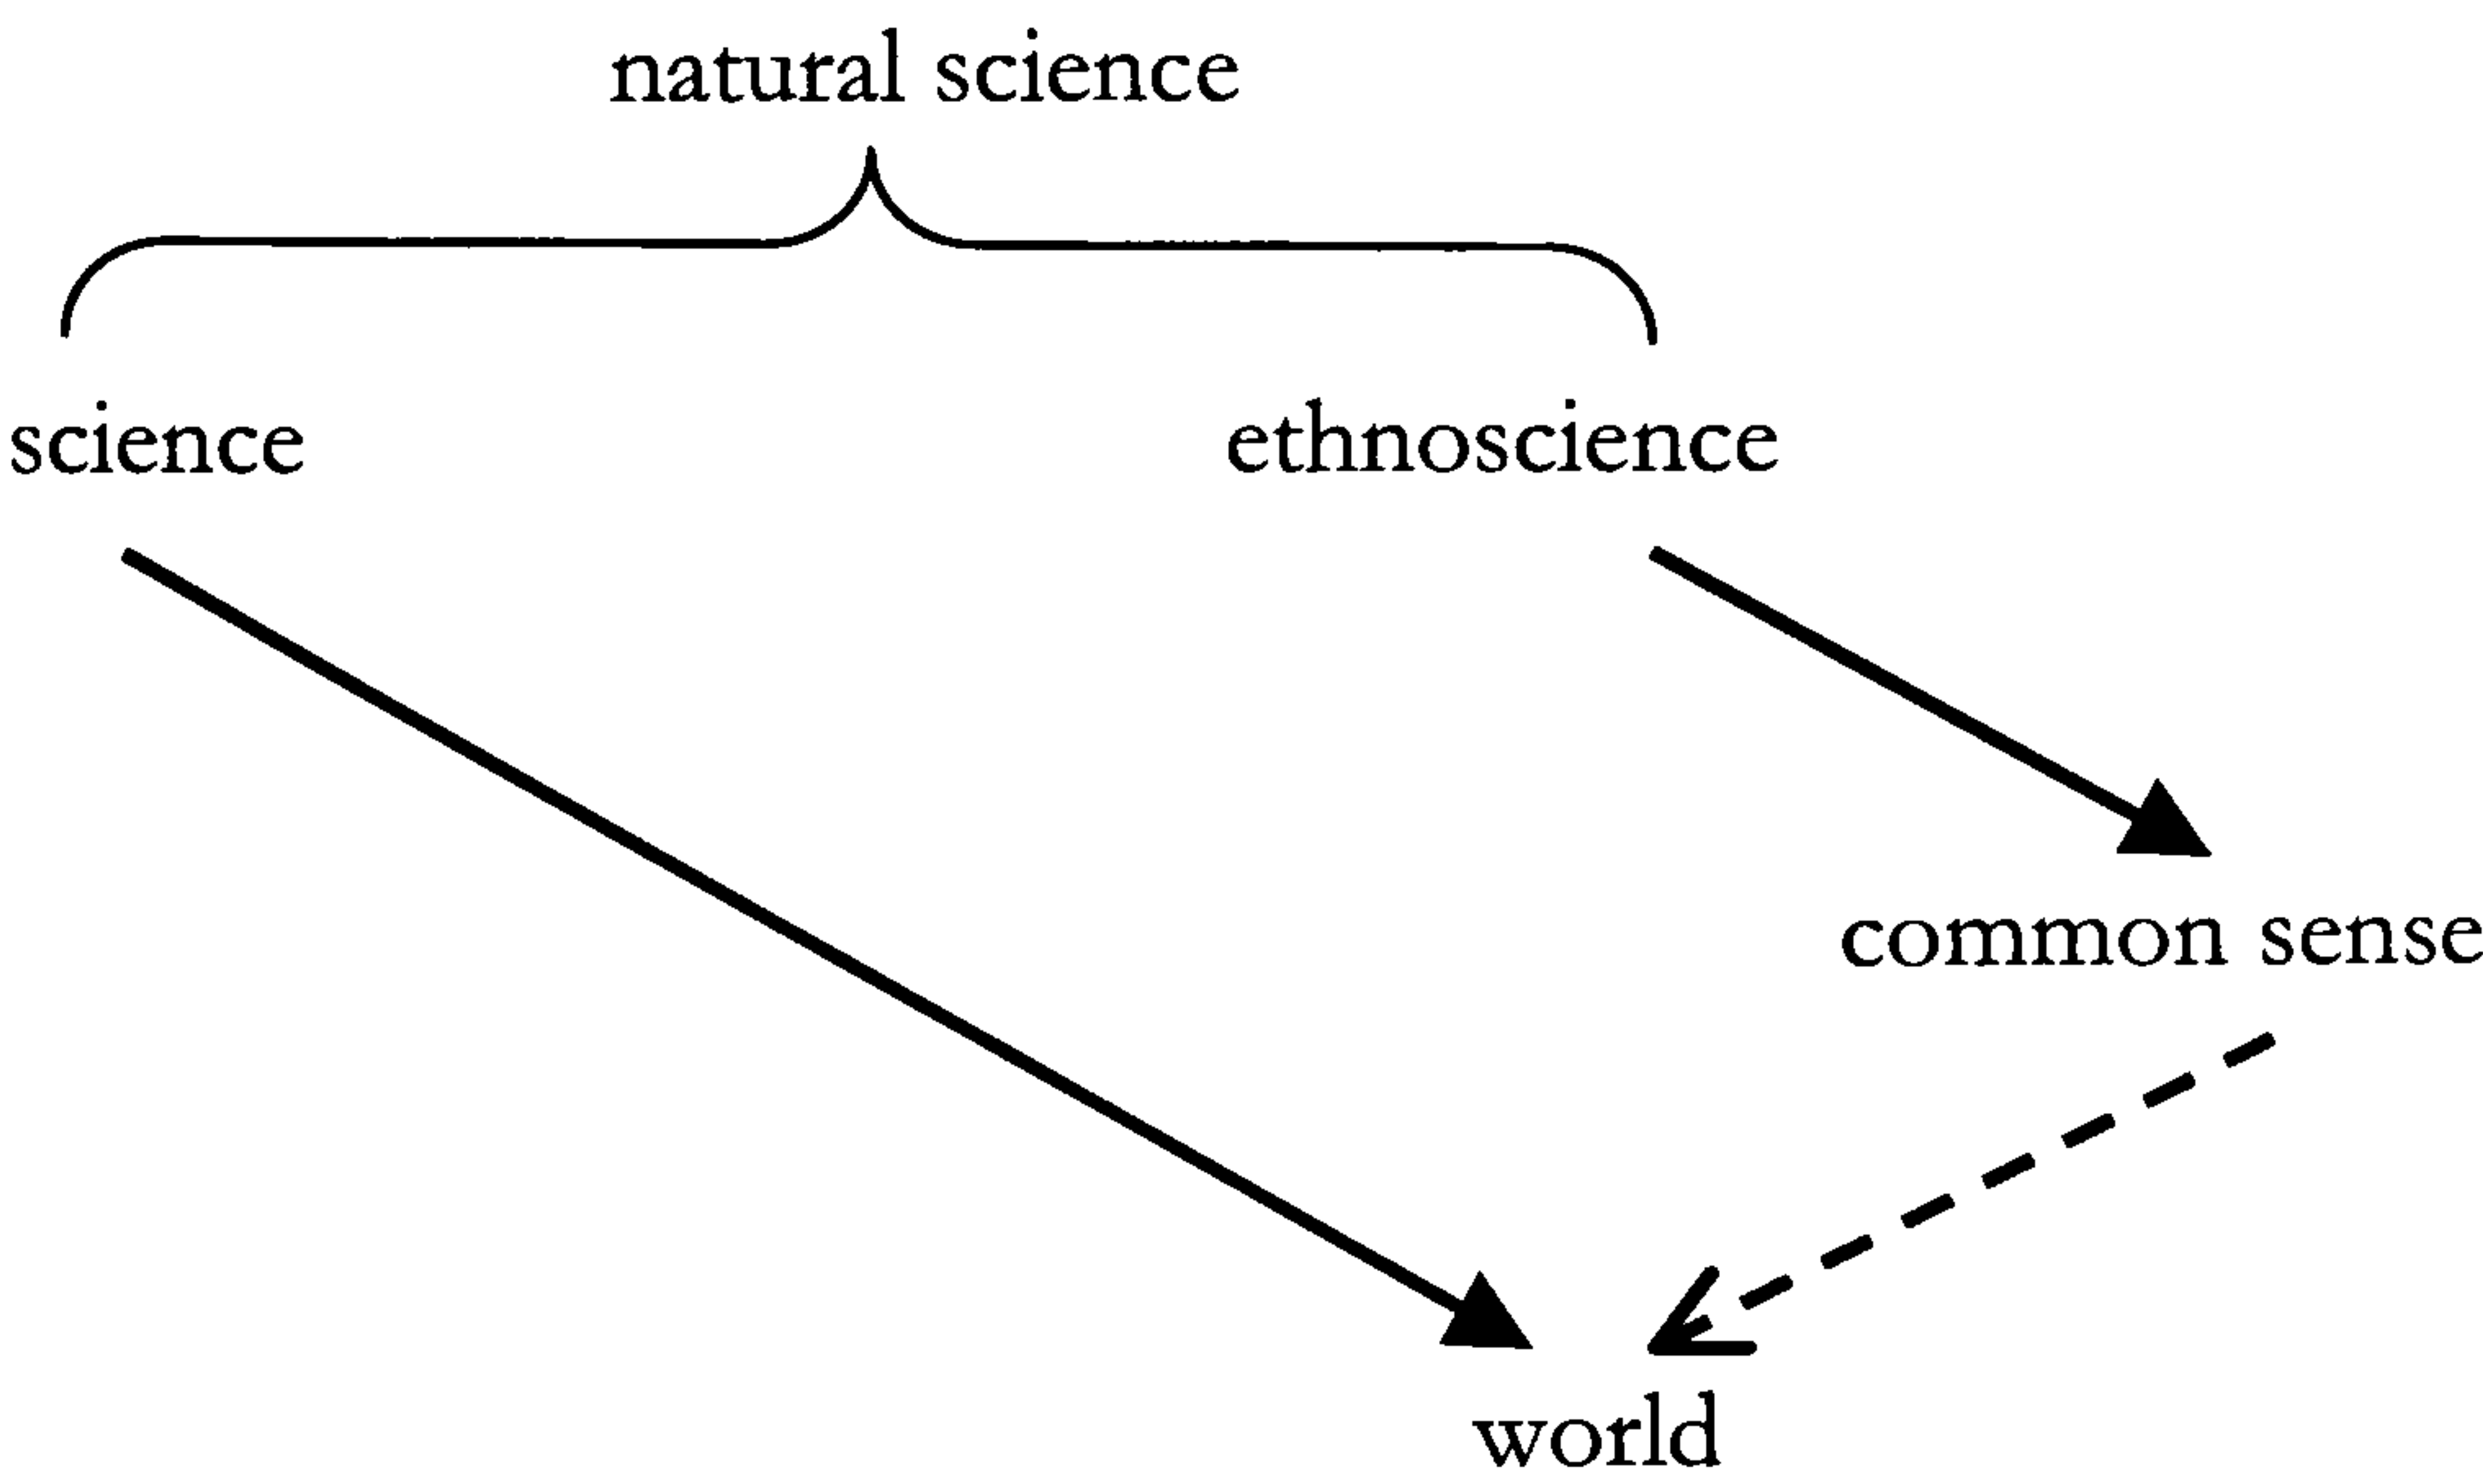 natural science
science
ethnoscience
common sense
world